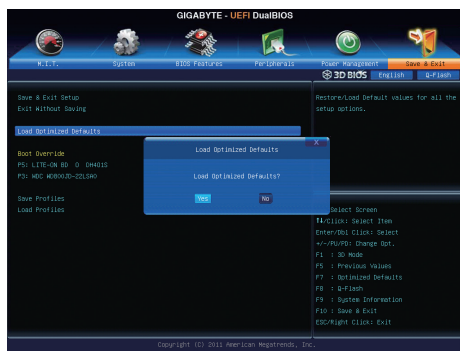 GIGABYTE - UEFI DualBIOS
M.I.T. System BIOS Features Peripherals Power Management Save & Exit
3D BIOS English Q-Flash
Save & Exit Setup
Exit Without Saving
Load Optimized Defaults
Boot Override
P5: LITE-ON BD O DH401S
P3: WDC WD800JD-22LSA0
Save Profiles
Load Profiles
Restore/Load Default values for all the
setup options.
Load Optimized Defaults X
Load Optimized Defaults?
Yes No
Select Screen
↑↓/Click: Select Item
Enter/Dbl Click: Select
+/-/PU/PD: Change Opt.
F1 : 3D Mode
F5 : Previous Values
F7 : Optimized Defaults
F8 : Q-Flash
F9 : System Information
F10 : Save & Exit
ESC/Right Click: Exit
Copyright (C) 2011 American Megatrends, Inc.